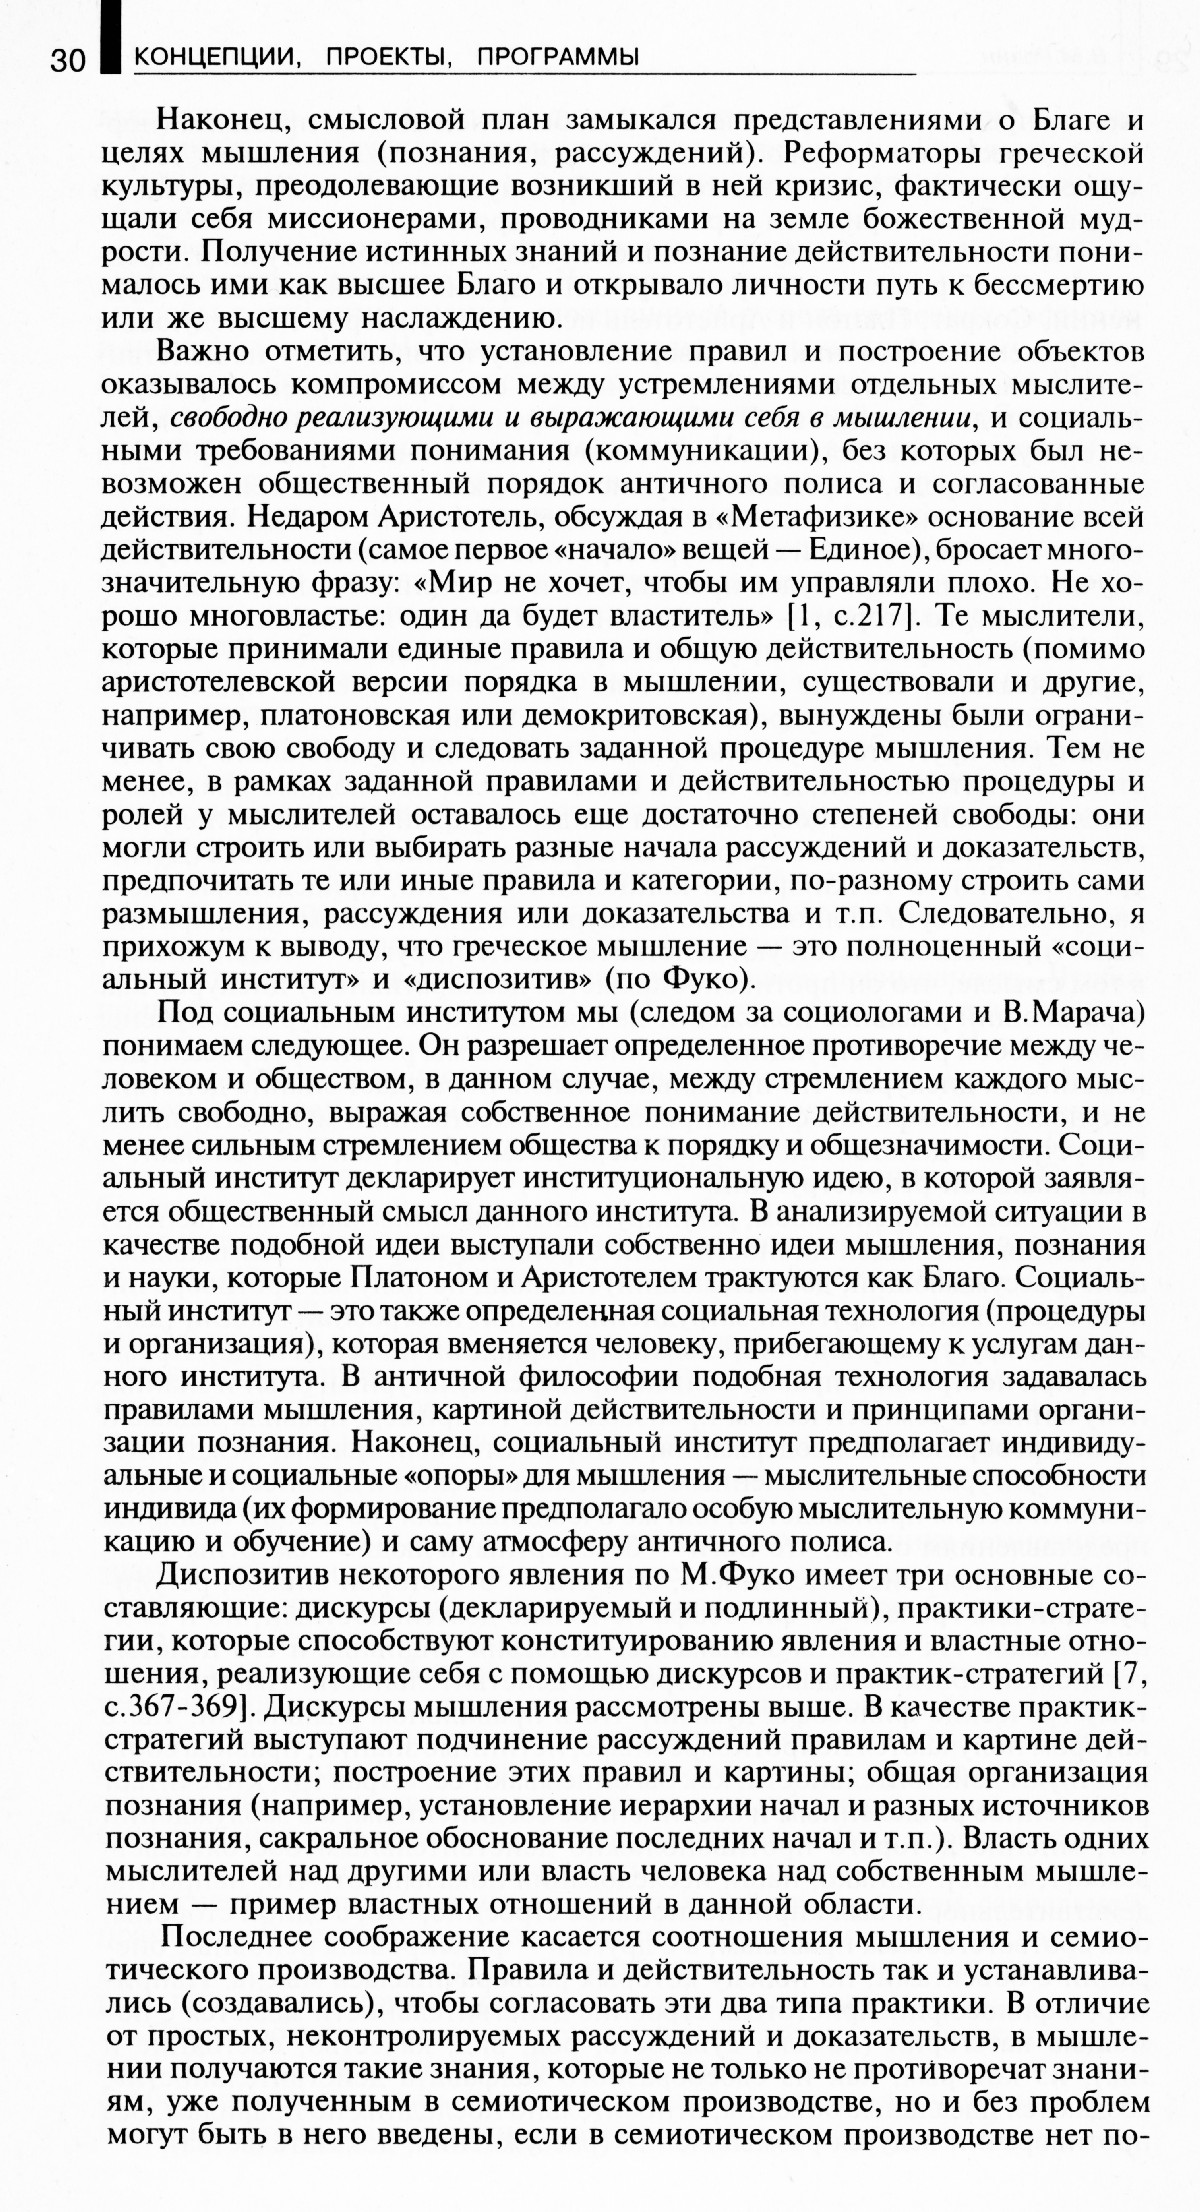 30
КОНЦЕПЦИИ, ПРОЕКТЫ, ПРОГРАММЫ
Наконец, смысловой план замыкался представлениями о Благе и
целях мышления (познания, рассуждений). Реформаторы греческой
культуры, преодолевающие возникший в ней кризис, фактически ощу-
щали себя миссионерами, проводниками на земле божественной муд-
рости. Получение истинных знаний и познание действительности пони-
малось ими как высшее Благо и открывало личности путь к бессмертию
или же высшему наслаждению.
Важно отметить, что установление правил и построение объектов
оказывалось компромиссом между устремлениями отдельных мыслите-
лей, свободно реализующими и выражающими себя в мышлении, и социаль-
ными требованиями понимания (коммуникации), без которых был не-
возможен общественный порядок античного полиса и согласованные
действия. Недаром Аристотель, обсуждая в «Метафизике» основание всей
действительности (самое первое «начало» вещей — Единое), бросает много-
значительную фразу: «Мир не хочет, чтобы им управляли плохо. Не хо-
рошо многовластье: один да будет властитель» [1, с.217]. Те мыслители,
которые принимали единые правила и общую действительность (помимо
аристотелевской версии порядка в мышлении, существовали и другие,
например, платоновская или демокритовская), вынуждены были ограни-
чивать свою свободу и следовать заданной процедуре мышления. Тем не
менее, в рамках заданной правилами и действительностью процедуры и
ролей у мыслителей оставалось еще достаточно степеней свободы: они
могли строить или выбирать разные начала рассуждений и доказательств,
предпочитать те или иные правила и категории, по-разному строить сами
размышления, рассуждения или доказательства и т.п. Следовательно, я
прихожум к выводу, что греческое мышление — это полноценный «соци-
альный институт» и «диспозитив» (по Фуко).
Под социальным институтом мы (следом за социологами и В.Марача)
понимаем следующее. Он разрешает определенное противоречие между че-
ловеком и обществом, в данном случае, между стремлением каждого мыс-
лить свободно, выражая собственное понимание действительности, и не
менее сильным стремлением общества к порядку и общезначимости. Соци-
альный институт декларирует институциональную идею, в которой заявля-
ется общественный смысл данного института. В анализируемой ситуации в
качестве подобной идеи выступали собственно идеи мышления, познания
и науки, которые Платоном и Аристотелем трактуются как Благо. Социаль-
ный институт — это также определенная социальная технология (процедуры
и организация), которая вменяется человеку, прибегающему к услугам дан-
ного института. В античной философии подобная технология задавалась
правилами мышления, картиной действительности и принципами органи-
зации познания. Наконец, социальный институт предполагает индивиду-
альные и социальные «опоры» для мышления — мыслительные способности
индивида (их формирование предполагало особую мыслительную коммуни-
кацию и обучение) и саму атмосферу античного полиса.
Диспозитив некоторого явления по М.Фуко имеет три основные со-
ставляющие: дискурсы (декларируемый и подлинный), практики-страте-
гии, которые способствуют конституированию явления и властные отно-
шения, реализующие себя с помощью дискурсов и практик-стратегий [7,
с.367-369]. Дискурсы мышления рассмотрены выше. В качестве практик-
стратегий выступают подчинение рассуждений правилам и картине дей-
ствительности; построение этих правил и картины; общая организация
познания (например, установление иерархии начал и разных источников
познания, сакральное обоснование последних начал и т.п.). Власть одних
мыслителей над другими или власть человека над собственным мышле-
нием — пример властных отношений в данной области.
Последнее соображение касается соотношения мышления и семио-
тического производства. Правила и действительность так и устанавлива-
лись (создавались), чтобы согласовать эти два типа практики. В отличие
от простых, неконтролируемых рассуждений и доказательств, в мышле-
нии получаются такие знания, которые не только не противоречат знани-
ям, уже полученным в семиотическом производстве, но и без проблем
могут быть в него введены, если в семиотическом производстве нет по-